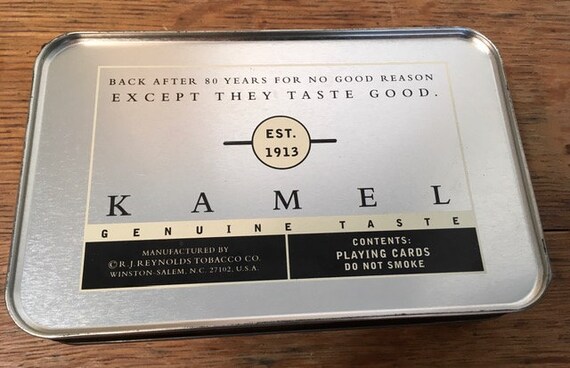 BACK AFTER 80 YEARS FOR NO GOOD REASON
EXCEPT THEY TASTE GOOD.
EST.
1913
KAMEL
GENUINE TASTE
MANUFACTURED BY
© R.J. REYNOLDS TOBACCO CO.
WINSTON-SALEM, N.C. 27102, U.S.A.
CONTENTS:
PLAYING CARDS
DO NOT SMOKE